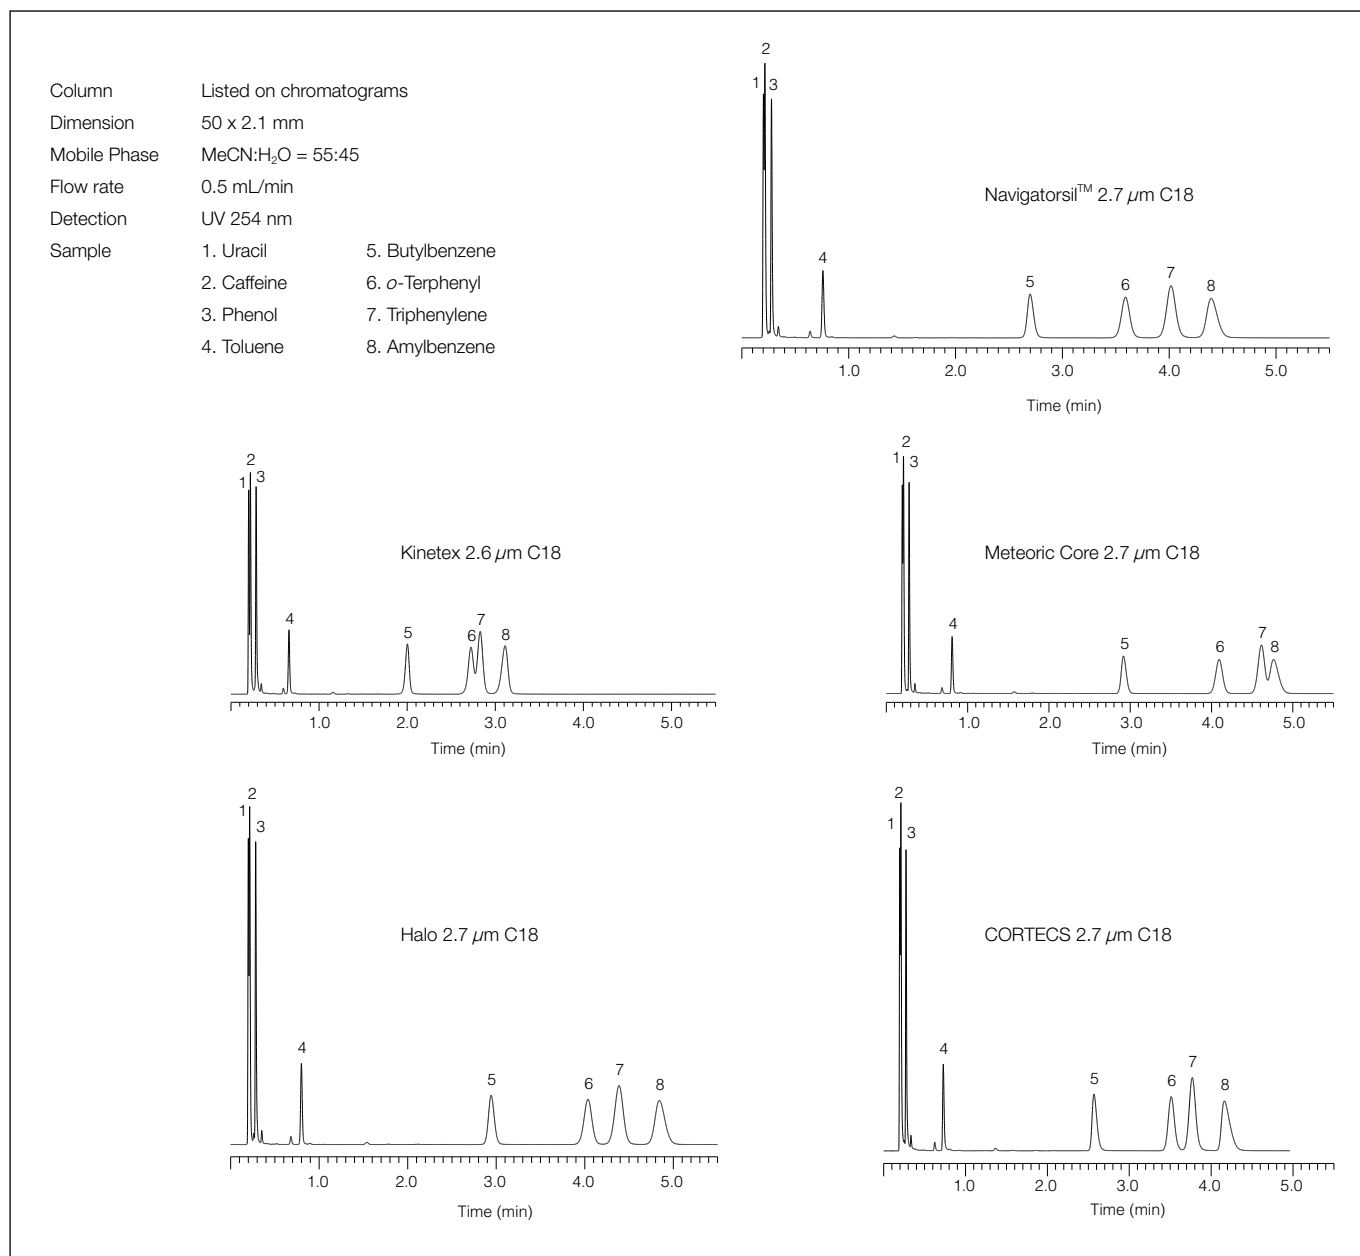 Column Listed on chromatograms
Dimension 50 x 2.1 mm
Mobile Phase MeCN:H₂O = 55:45
Flow rate 0.5 mL/min
Detection UV 254 nm
Sample 1. Uracil 5. Butylbenzene
2. Caffeine 6. o-Terphenyl
3. Phenol 7. Triphenylene
4. Toluene 8. Amylbenzene
2
1 3
Navigatorsil™ 2.7 µm C18
4 5 6 7 8
1.0 2.0 3.0 4.0 5.0
Time (min)
2
1 3
Kinetex 2.6 µm C18
4 5 6 7 8
1.0 2.0 3.0 4.0 5.0
Time (min)
2
1 3
Meteoric Core 2.7 µm C18
4 5 6 7 8
1.0 2.0 3.0 4.0 5.0
Time (min)
2
1 3
Halo 2.7 µm C18
4 5 6 7 8
1.0 2.0 3.0 4.0 5.0
Time (min)
2
1 3
CORTECS 2.7 µm C18
4 5 6 7 8
1.0 2.0 3.0 4.0 5.0
Time (min)